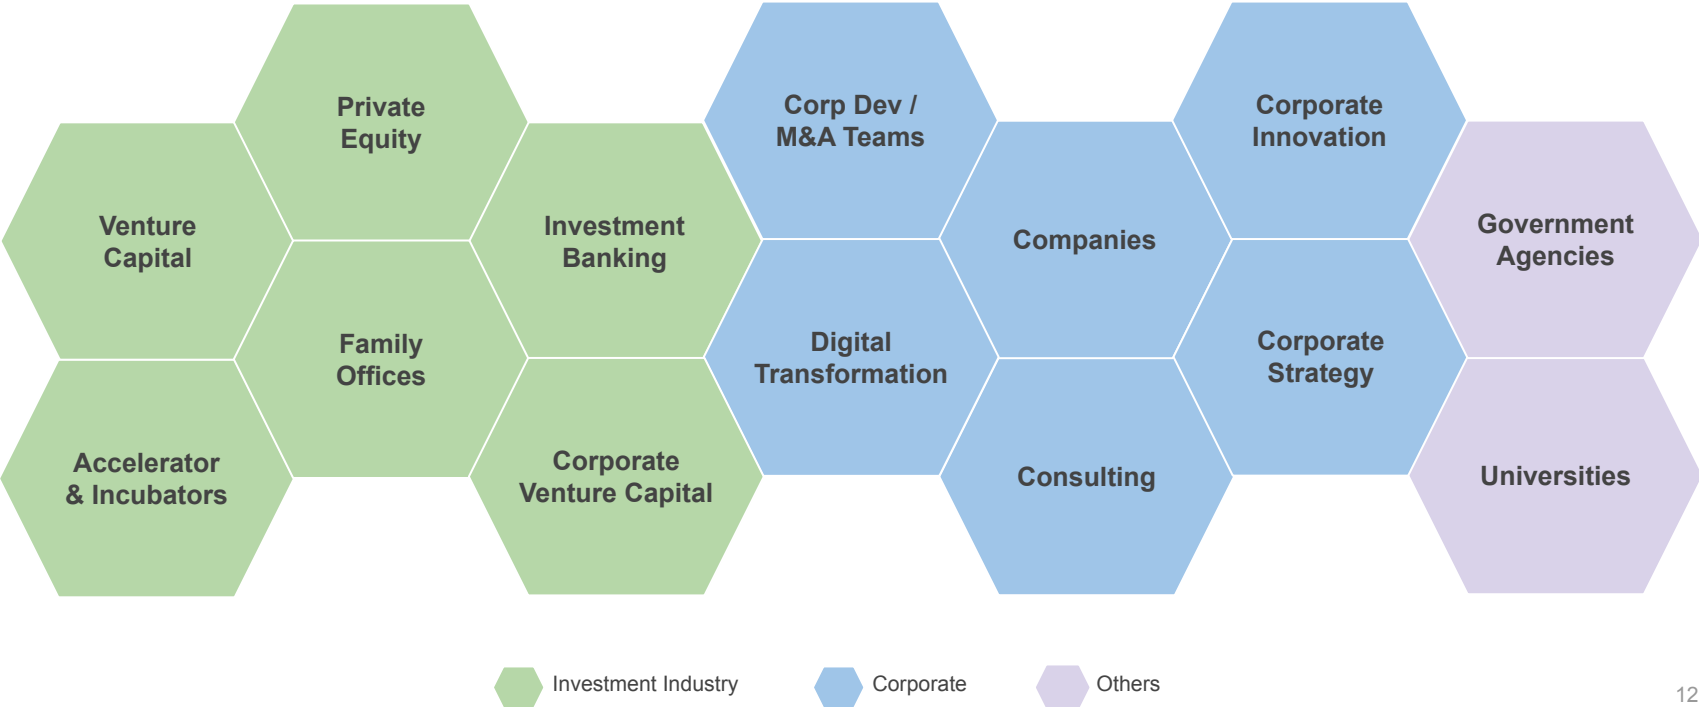 Private
Equity
Corp Dev /
M&A Teams
Corporate
Innovation
Venture
Capital
Investment
Banking
Companies
Government
Agencies
Family
Offices
Digital
Transformation
Corporate
Strategy
Accelerator
& Incubators
Corporate
Venture Capital
Consulting
Universities
Investment Industry
Corporate
Others
12